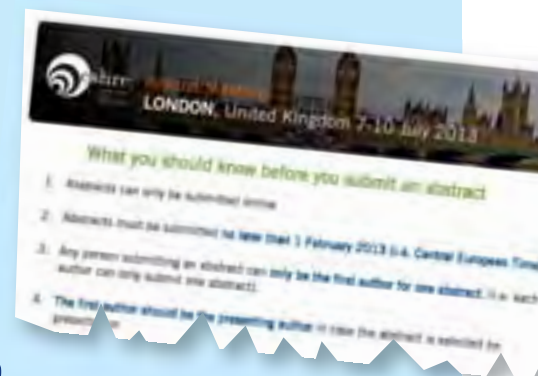 eshre
LONDON, United Kingdom 7-10 July 2013
What you should know before you submit an abstract
1. Abstracts can only be submitted online
2. Abstracts must be submitted no later than 1 February 2013 Central European Time
3. Any person submitting an abstract can only be the first author for one abstract, (i.e. each
author can only submit one abstract).
4. The first author should be the presenting author in case the abstract is selected for